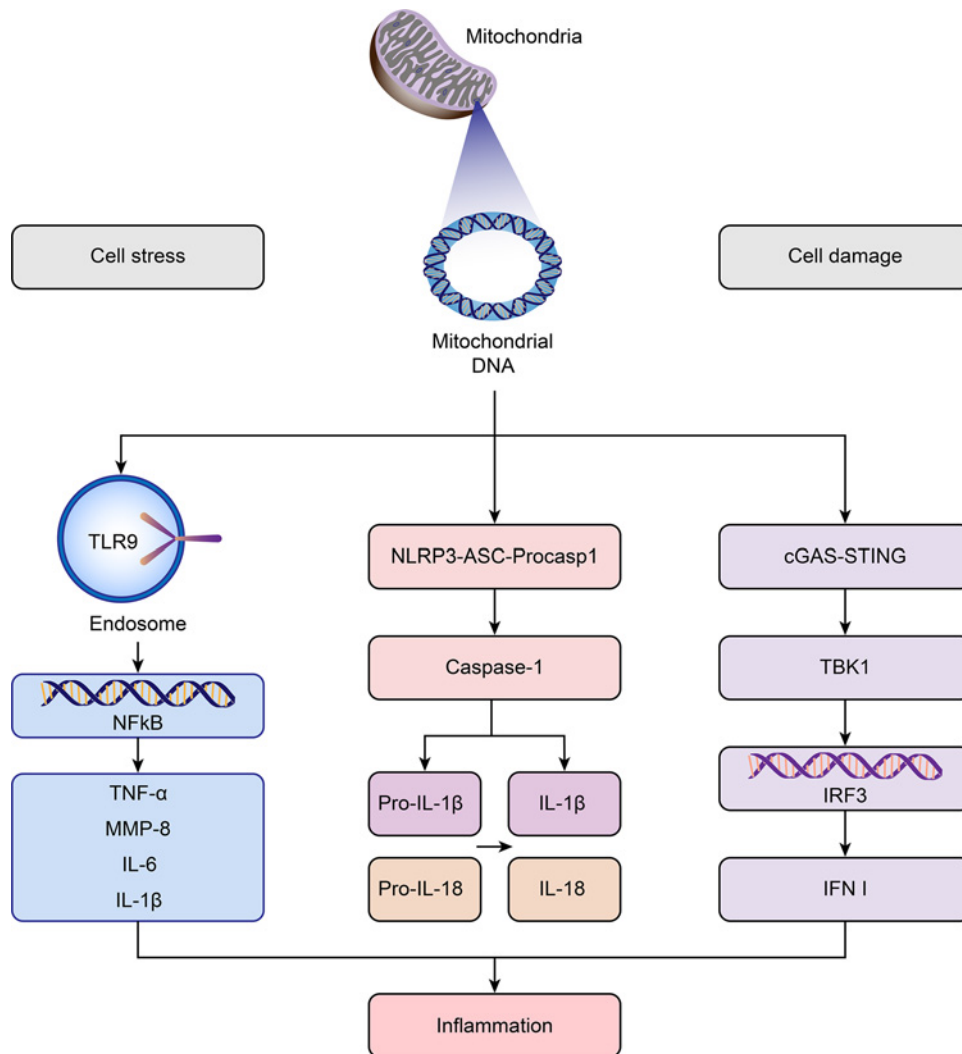 Mitochondria
Cell stress
Cell damage
Mitochondrial
DNA
TLR9
Endosome
NFkB
TNF-α
MMP-8
IL-6
IL-1β
NLRP3-ASC-Procasp1
Caspase-1
Pro-IL-1β
IL-1β
Pro-IL-18
IL-18
cGAS-STING
TBK1
IRF3
IFN I
Inflammation